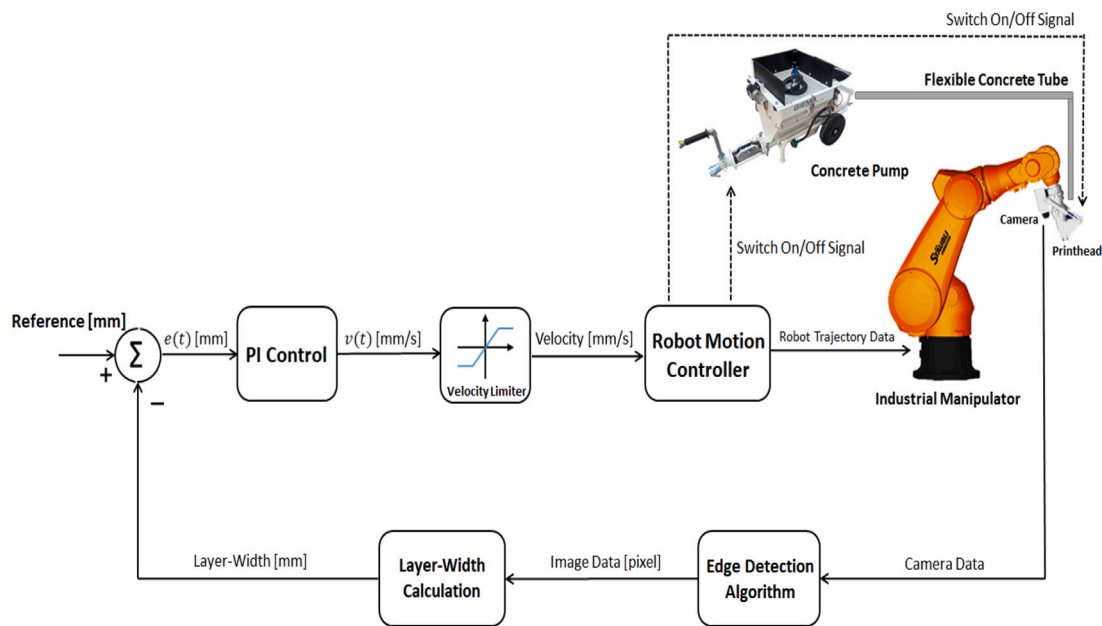 Switch On/Off Signal
Flexible Concrete Tube
Concrete Pump
Camera
Printhead
STÄUBLI
Switch On/Off Signal
Reference [mm]
e(t) [mm]
PI Control
v(t) [mm/s]
Velocity Limiter
Velocity [mm/s]
Robot Motion
Controller
Robot Trajectory Data
Industrial Manipulator
Σ
+
−
Layer-Width [mm]
Layer-Width
Calculation
Image Data [pixel]
Edge Detection
Algorithm
Camera Data